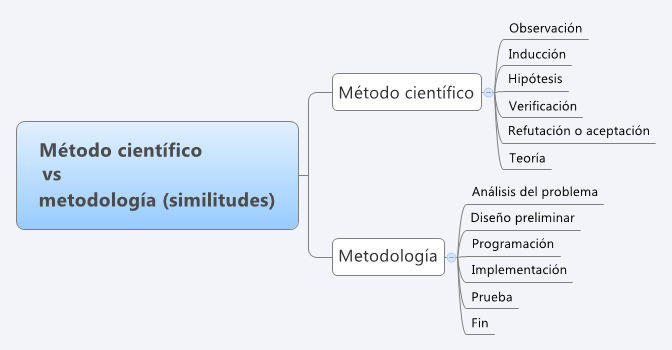 Método científico
vs
metodología (similitudes)
Método científico
Observación
Inducción
Hipótesis
Verificación
Refutación o aceptación
Teoría
Metodología
Análisis del problema
Diseño preliminar
Programación
Implementación
Prueba
Fin